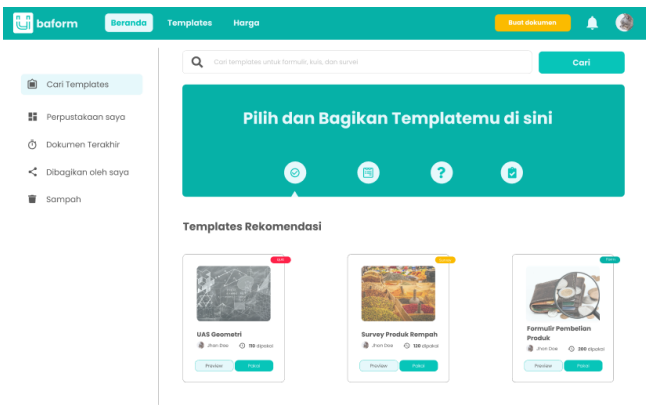 baform
Beranda
Templates
Harga
Buat dokumen
Cari templates untuk formulir, kuis, dan survei
Cari
Cari Templates
Perpustakaan saya
Dokumen Terakhir
Dibagikan oleh saya
Sampah
Pilih dan Bagikan Templatemu di sini
?
Templates Rekomendasi
UAS Geometri
Jhon Doe
110 dipakai
Preview
Pakai
Survey Produk Rempah
Jhon Doe
120 dipakai
Preview
Pakai
Formulir Pembelian
Produk
Jhon Doe
200 dipakai
Preview
Pakai